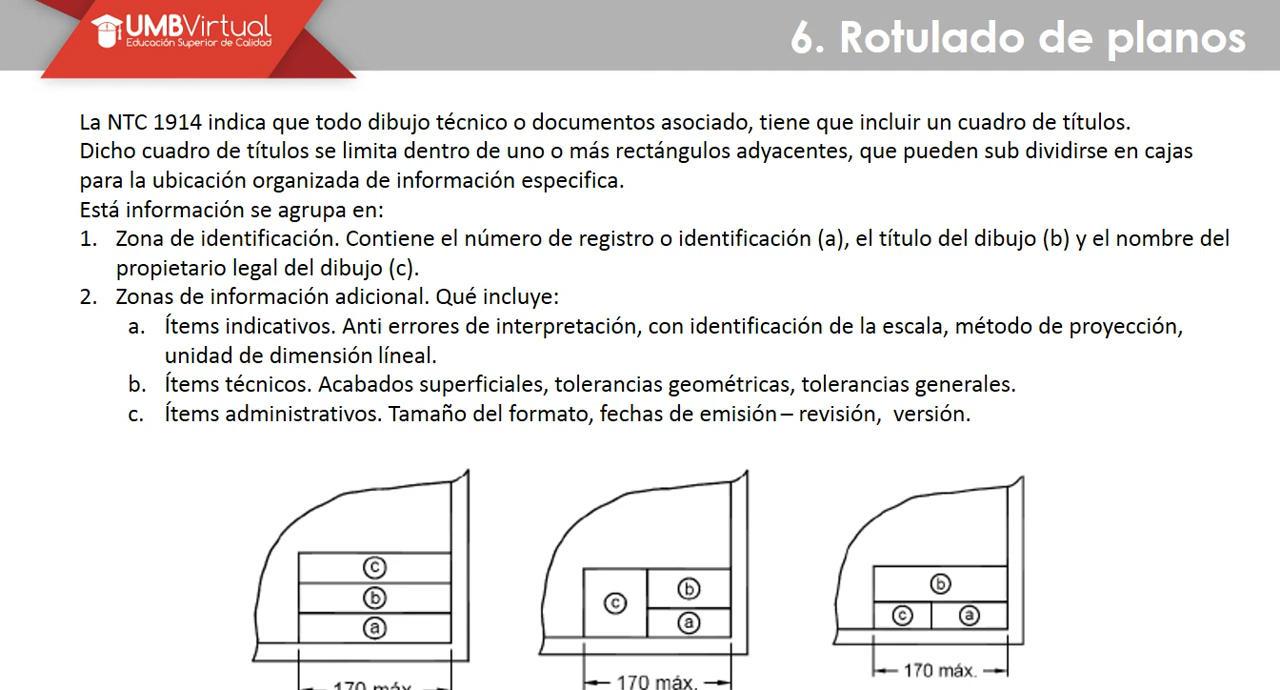 UMBVirtual
Educación Superior de Calidad
6. Rotulado de planos
La NTC 1914 indica que todo dibujo técnico o documentos asociado, tiene que incluir un cuadro de títulos.
Dicho cuadro de títulos se limita dentro de uno o más rectángulos adyacentes, que pueden sub dividirse en cajas
para la ubicación organizada de información especifica.
Está información se agrupa en:
1. Zona de identificación. Contiene el número de registro o identificación (a), el título del dibujo (b) y el nombre del
propietario legal del dibujo (c).
2. Zonas de información adicional. Qué incluye:
a. Ítems indicativos. Anti errores de interpretación, con identificación de la escala, método de proyección,
unidad de dimensión líneal.
b. Ítems técnicos. Acabados superficiales, tolerancias geométricas, tolerancias generales.
c. Ítems administrativos. Tamaño del formato, fechas de emisión – revisión, versión.
c
b
a
170 máx.
c
b
a
170 máx.
b
c
a
170 máx.